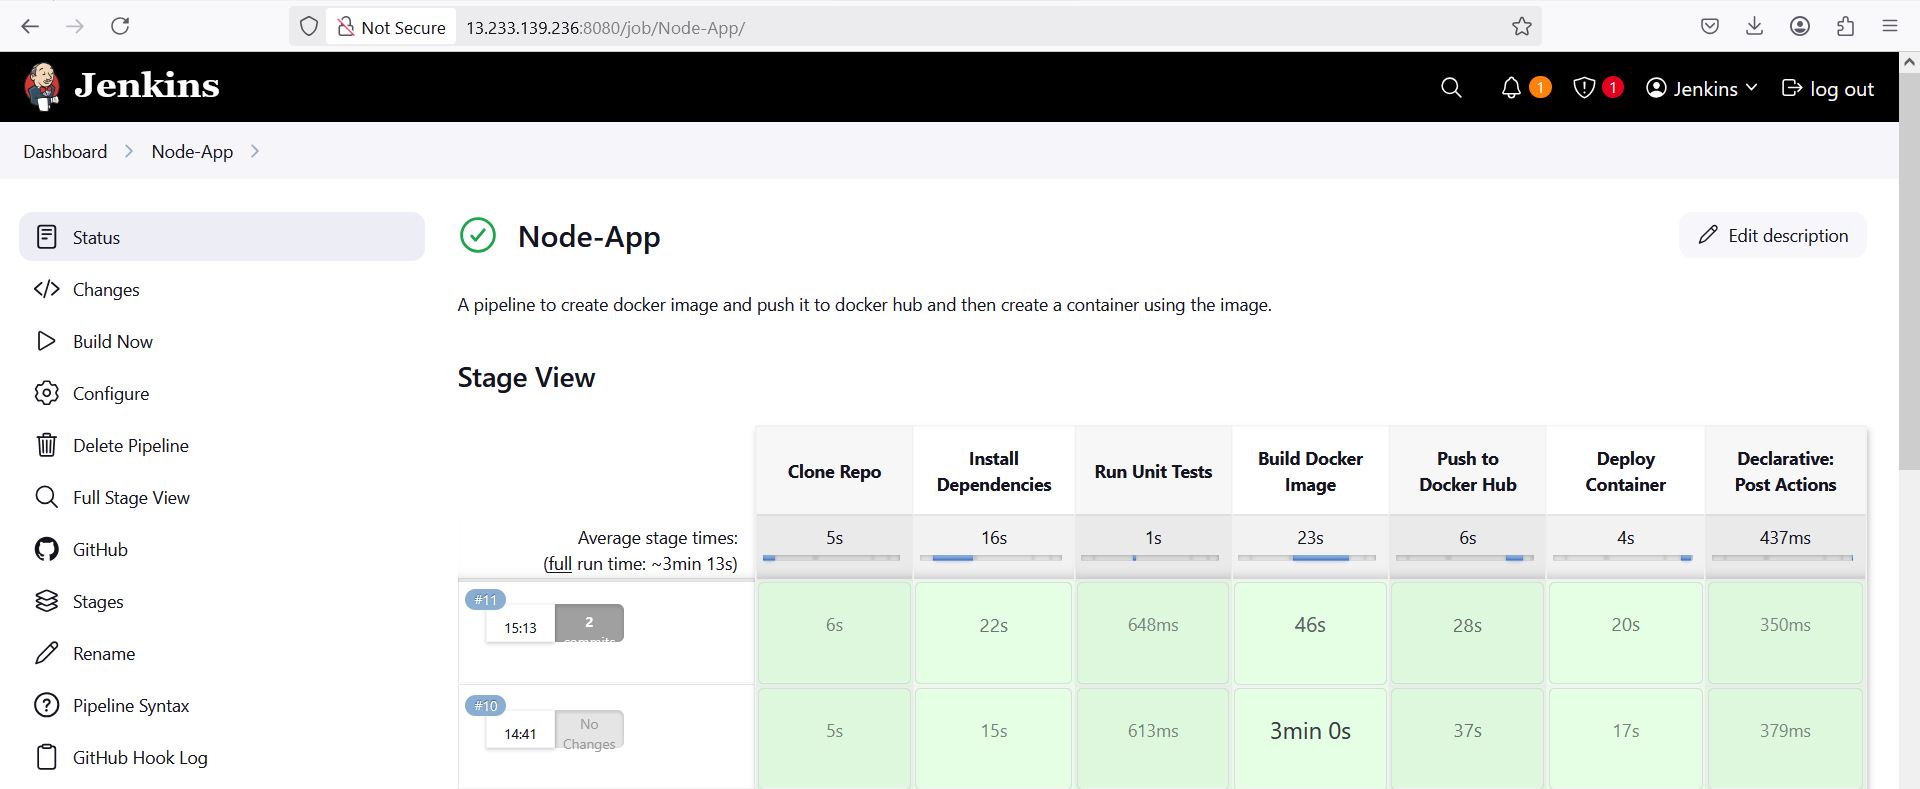 Not Secure 13.233.139.236:8080/job/Node-App/
Jenkins
1
1
Jenkins
log out
Dashboard
Node-App
Status
Changes
Build Now
Configure
Delete Pipeline
Full Stage View
GitHub
Stages
Rename
Pipeline Syntax
GitHub Hook Log
Node-App
Edit description
A pipeline to create docker image and push it to docker hub and then create a container using the image.
Stage View
Clone Repo
Install
Dependencies
Run Unit Tests
Build Docker
Image
Push to
Docker Hub
Deploy
Container
Declarative:
Post Actions
Average stage times:
(full run time: ~3min 13s)
5s 16s 1s 23s 6s 4s 437ms
#11
15:13
2
commits
6s 22s 648ms 46s 28s 20s 350ms
#10
14:41
No
Changes
5s 15s 613ms 3min 0s 37s 17s 379ms